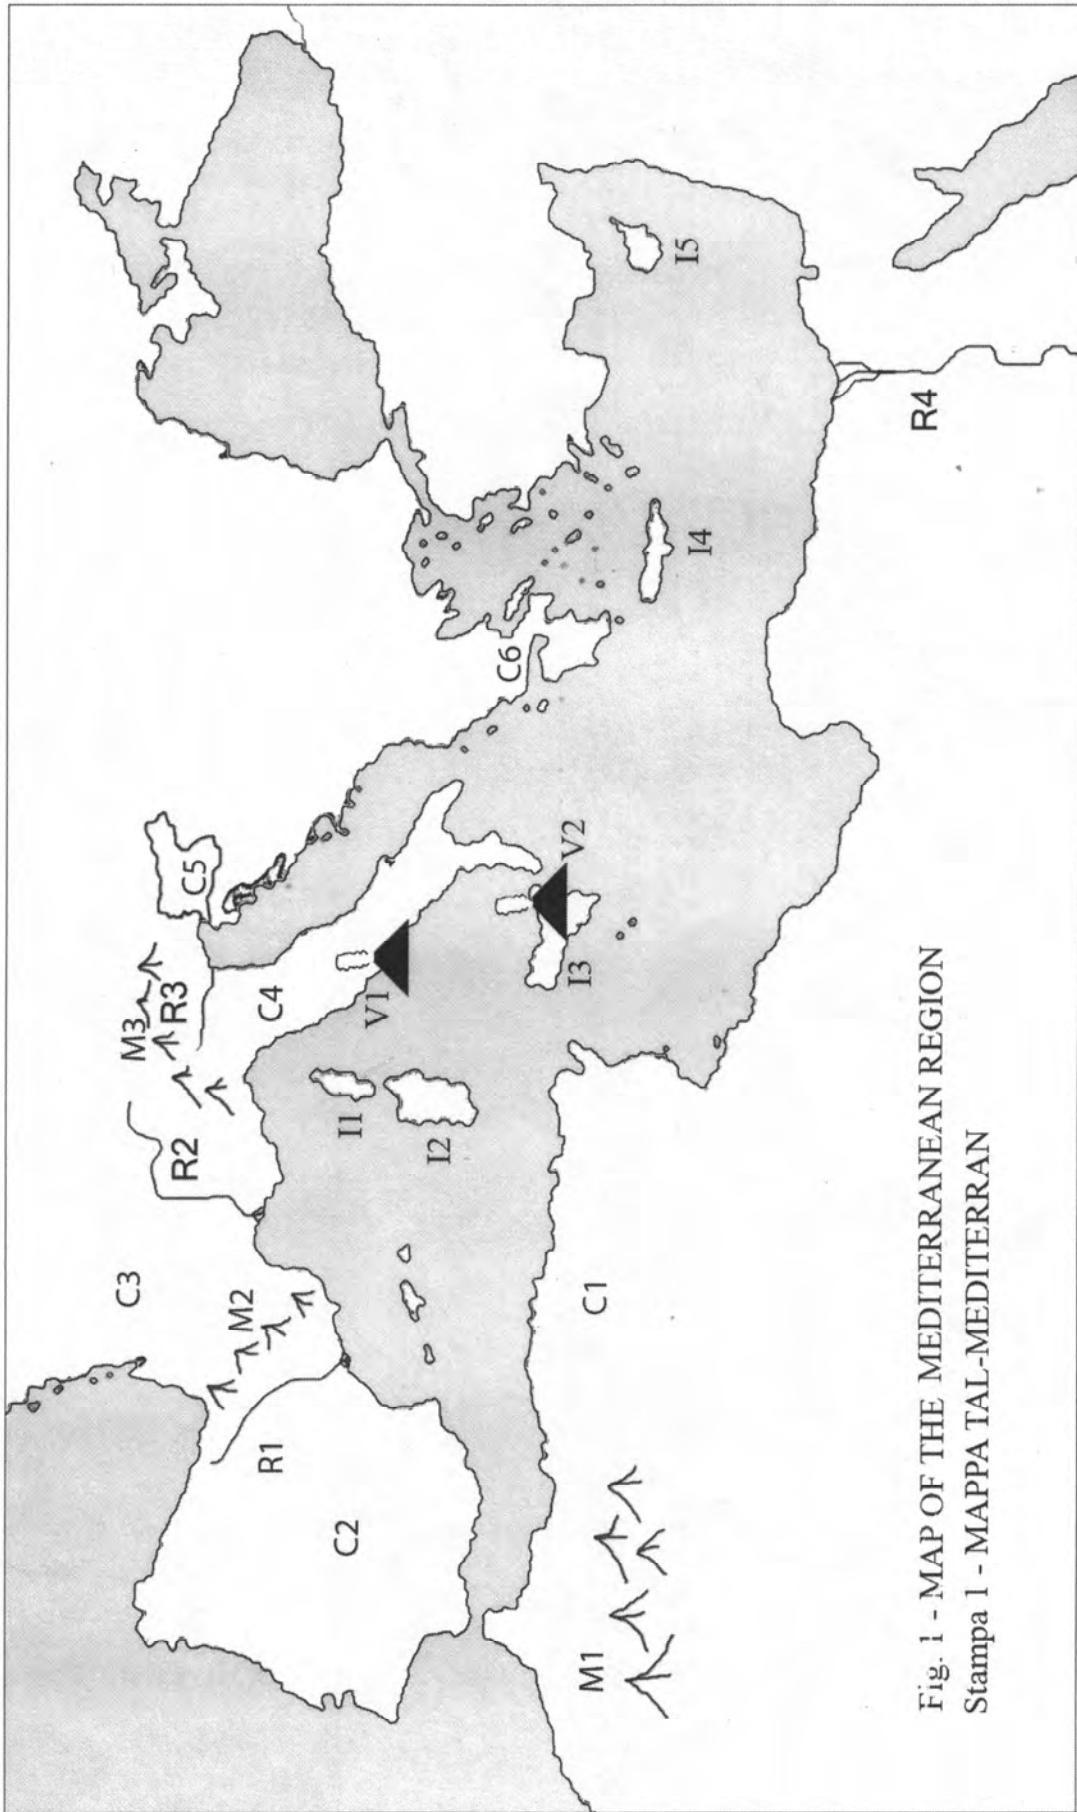 C3
M3
R2
R3
C5
M2
R1
C4
C2
I1
V1
C6
I2
V2
I3
I4
I5
C1
M1
R4
Fig. 1 - MAP OF THE MEDITERRANEAN REGION
Stampa 1 - MAPPA TAL-MEDITERRAN